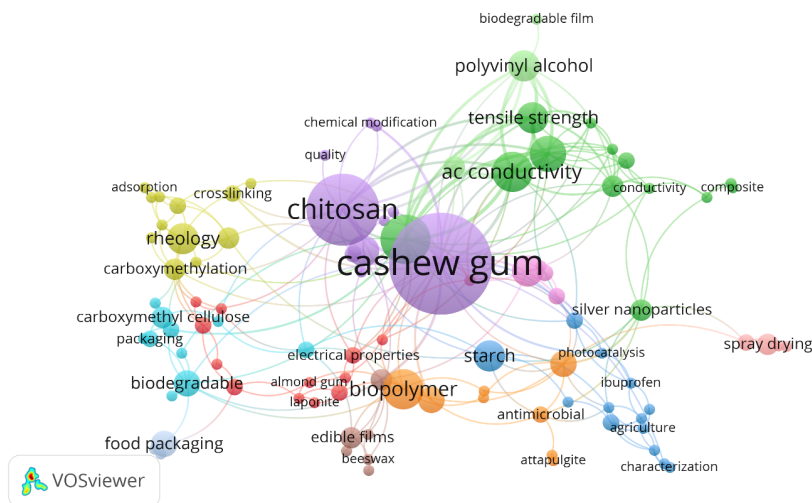 biodegradable film
polyvinyl alcohol
tensile strength
chemical modification
quality
ac conductivity
adsorption
crosslinking
conductivity
composite
chitosan
rheology
cashew gum
carboxymethylation
silver nanoparticles
carboxymethyl cellulose
packaging
spray drying
electrical properties
starch
photocatalysis
biodegradable
almond gum
biopolymer
ibuprofen
laponite
antimicrobial
agriculture
food packaging
edible films
beeswax
attapulgite
characterization
VOSviewer